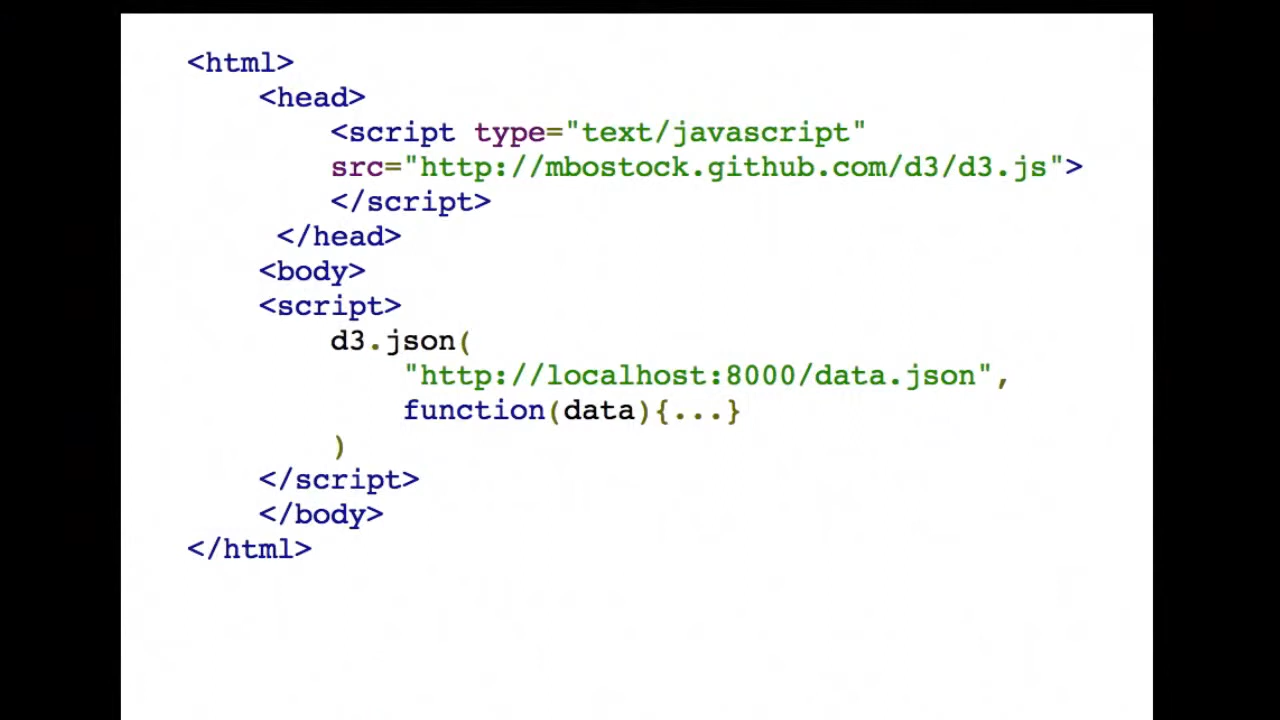 <html>
<head>
<script type="text/javascript"
src="http://mbostock.github.com/d3/d3.js">
</script>
</head>
<body>
<script>
d3.json(
"http://localhost:8000/data.json",
function(data){...}
)
</script>
</body>
</html>